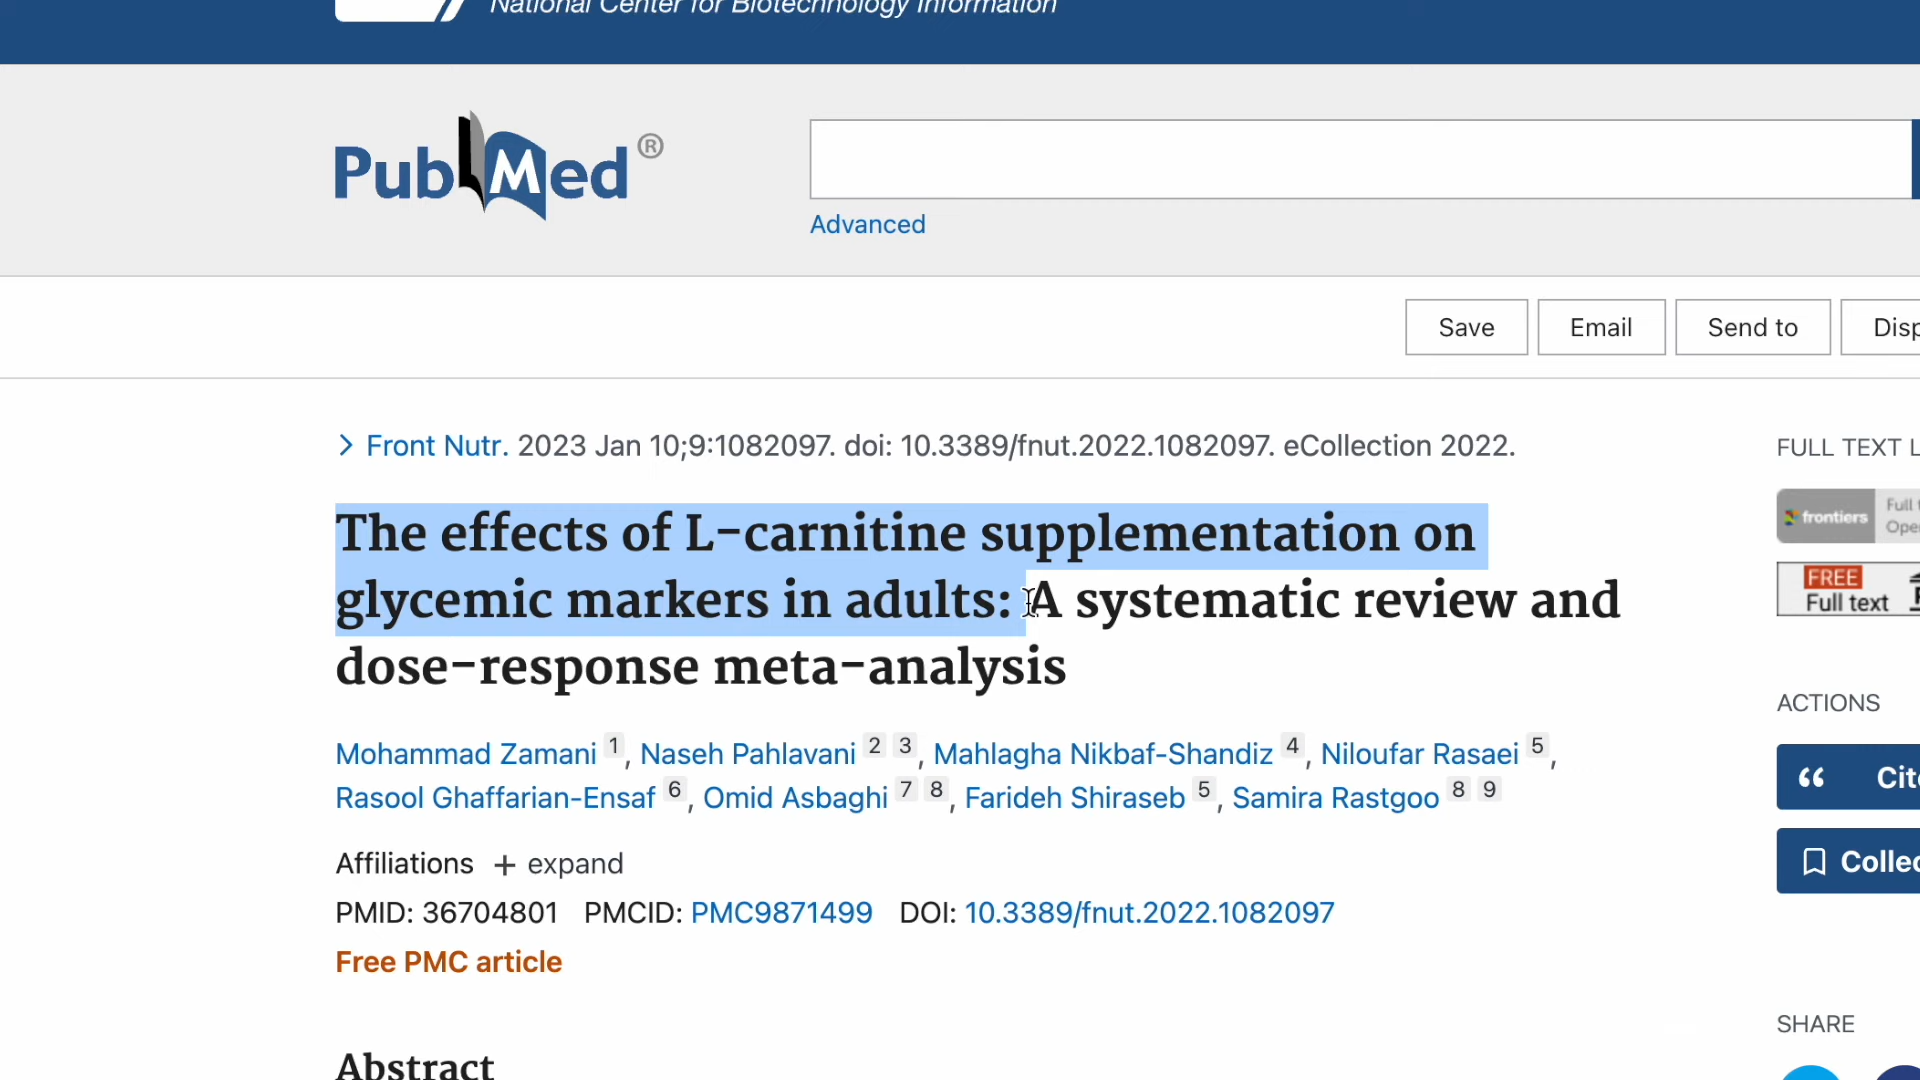 National Center for Biotechnology Information
PubMed®
Advanced
Save Email Send to Disp
Front Nutr. 2023 Jan 10;9:1082097. doi: 10.3389/fnut.2022.1082097. eCollection 2022.
The effects of L-carnitine supplementation on
glycemic markers in adults: A systematic review and
dose-response meta-analysis
Mohammad Zamani 1, Naseh Pahlavani 2 3, Mahlagha Nikbaf-Shandiz 4, Niloufar Rasaei 5,
Rasool Ghaffarian-Ensaf 6, Omid Asbaghi 7 8, Farideh Shiraseb 5, Samira Rastgoo 8 9
Affiliations + expand
PMID: 36704801 PMCID: PMC9871499 DOI: 10.3389/fnut.2022.1082097
Free PMC article
Abstract
FULL TEXT L
frontiers Full t
Ope
FREE
Full text
ACTIONS
Cit
Collec
SHARE